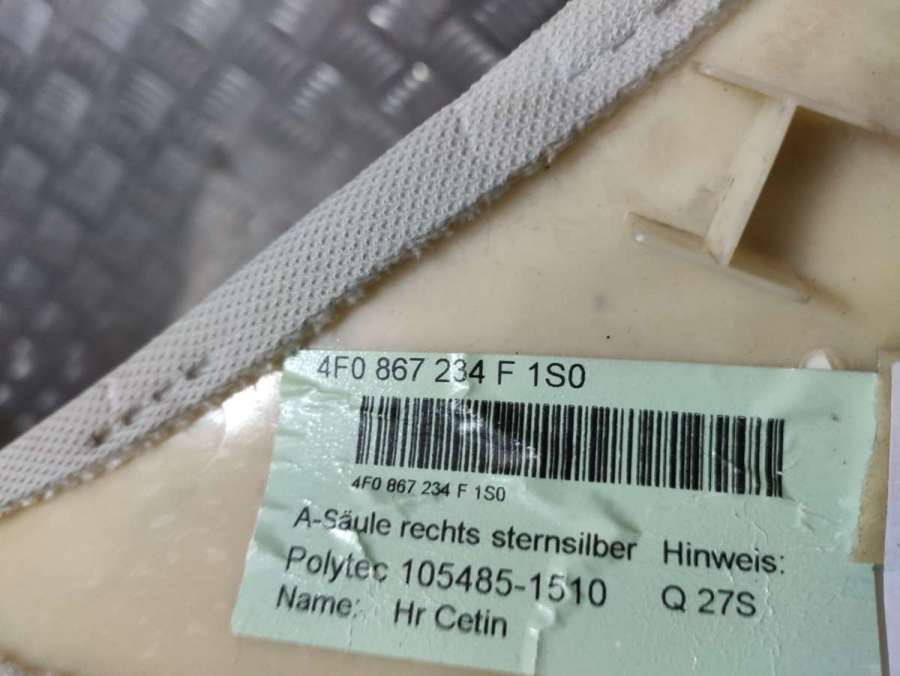 4F0 867 234 F 1S0
4F0 867 234 F 1S0
A-Säule rechts sternsilber
Polytec 105485-1510
Name: Hr Cetin
Hinweis:
Q 27S